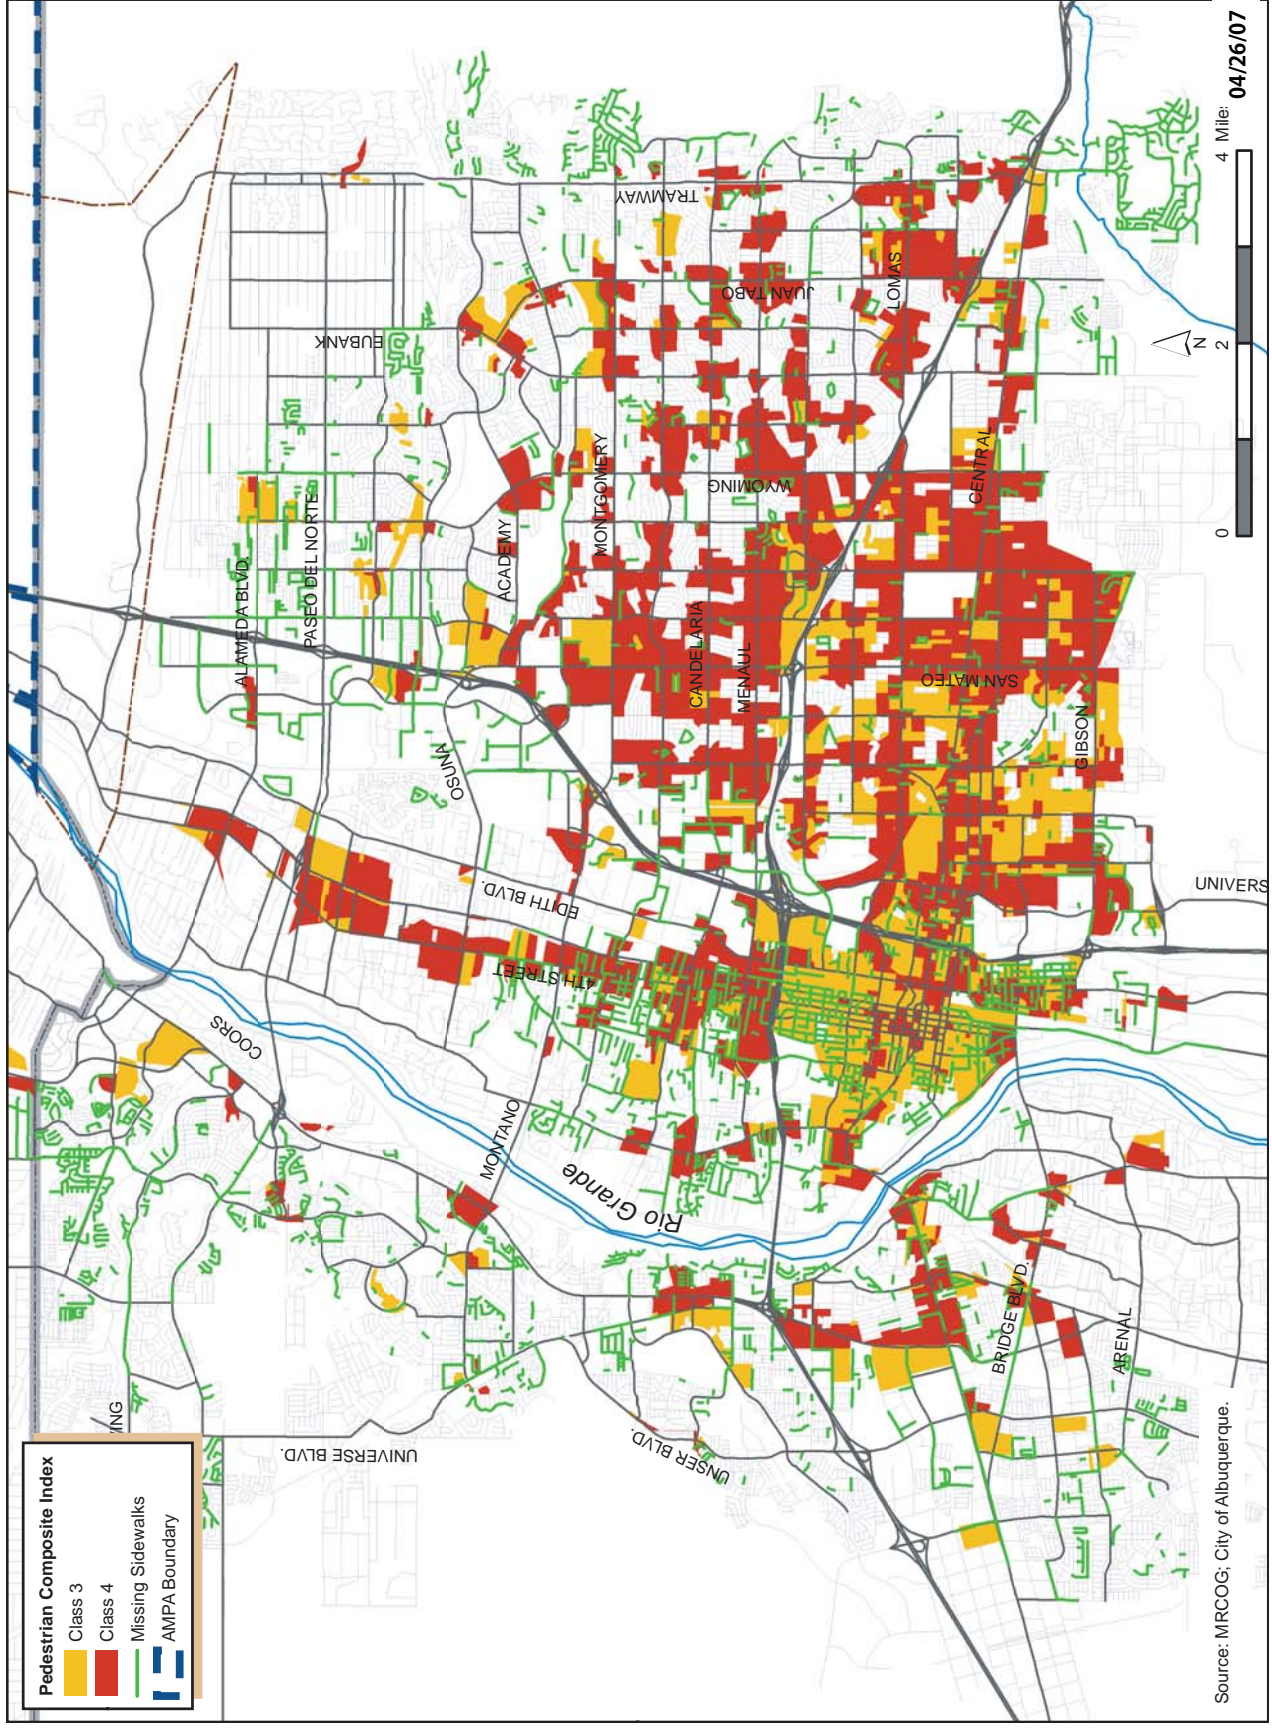 Pedestrian Composite Index
Class 3
Class 4
Missing Sidewalks
AMPA Boundary
VING
UNIVERSE BLVD.
UNSER BLVD.
COORS
MONTANO
Rio Grande
BRIDGE BLVD.
ARENAL
4TH STREET
EDITH BLVD.
OSUNA
ALAMEDA BLVD.
PASEO DEL NORTE
ACADEMY
MONTGOMERY
CANDELARIA
MENAUL
SAN MATEO
GIBSON
UNIVERS
WYOMING
CENTRAL
EUBANK
JUAN TABO
LOMAS
TRAMWAY
N
0 2 4 Miles
04/26/07
Source: MRCOG; City of Albuquerque.